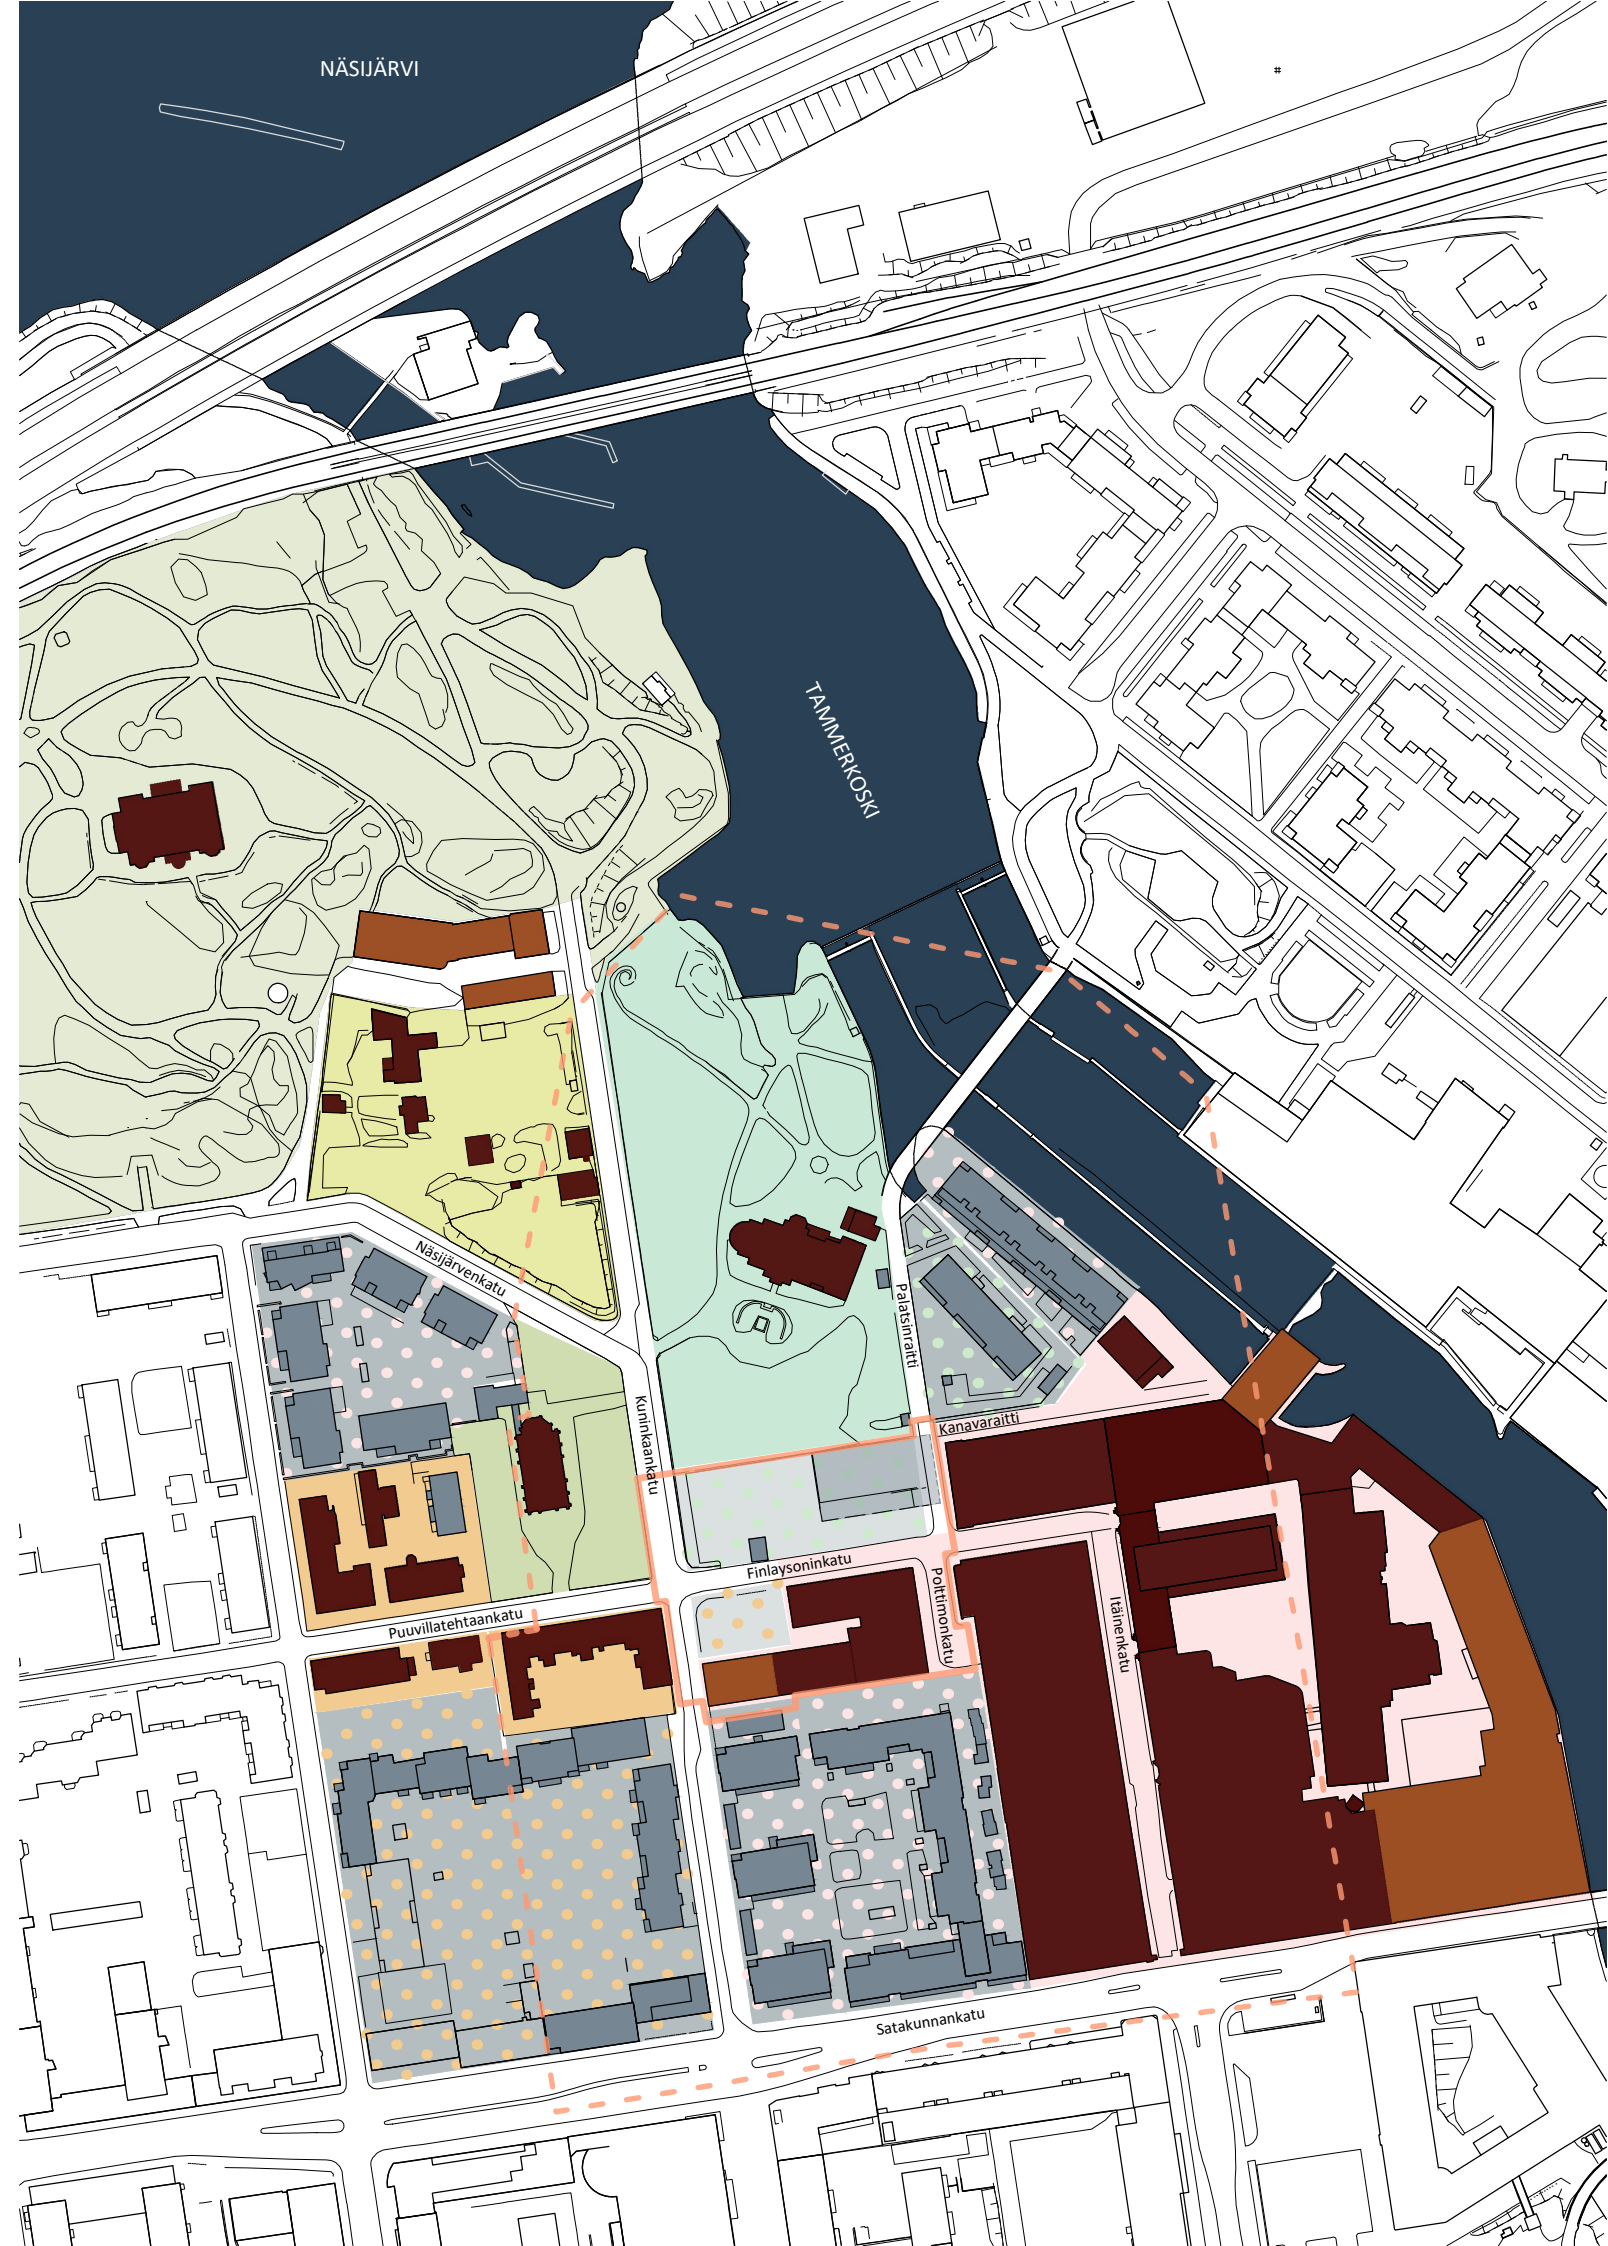 NÄSIJÄRVI
TAMMERKOSKI
Näsijärvenkatu
Palatsinraitti
Kuninkaankatu
Kanavaraitti
Finlaysoninkatu
Polttimonkatu
Itäinenkatu
Puuvillatehtaankatu
Satakunnankatu